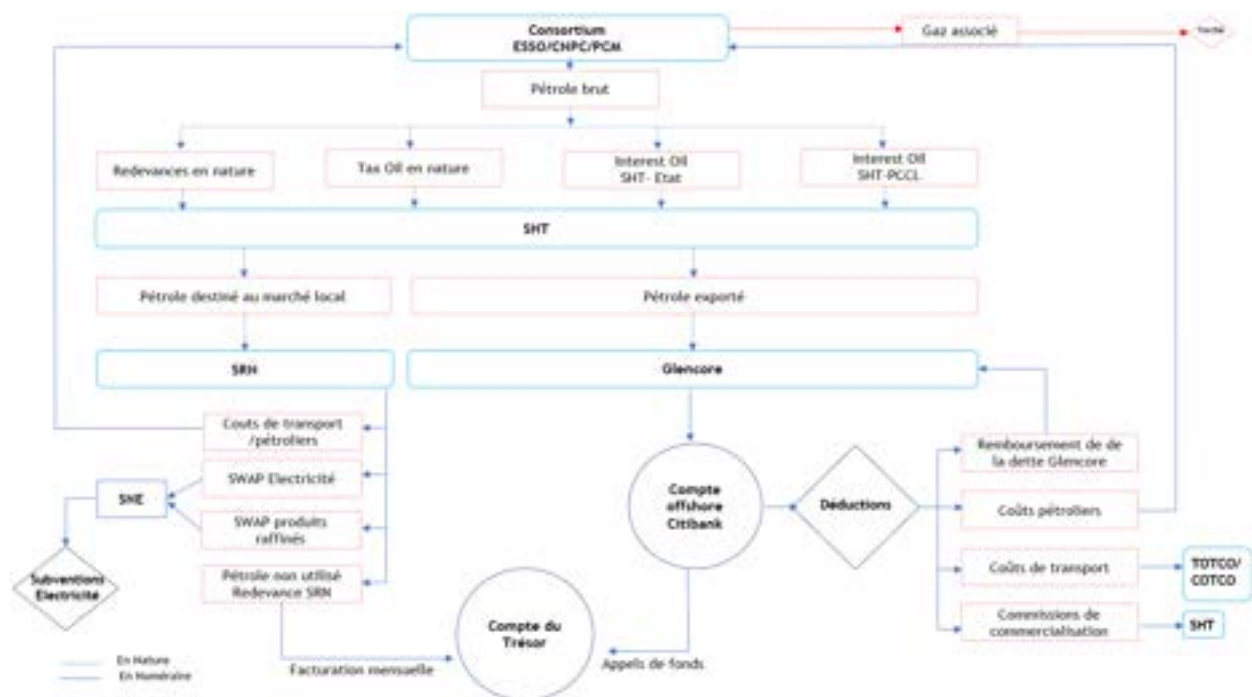 Consortium
ESSO/CNPC/PCM
Gaz associé
Pétrole brut
Redevances en nature
Tax Oil en nature
Interest Oil
SHT- Etat
Interest Oil
SHT-PCCL
SHT
Pétrole destiné au marché local
Pétrole exporté
SRN
Glencore
Couts de transport
/pétroliers
SWAP Electricité
SNE
SWAP produits
raffinés
Subventions
Electricité
Pétrole non utilisé
Redevance SRN
Compte
offshore
Citibank
Déductions
Remboursement de de
la dette Glencore
Coûts pétroliers
Coûts de transport
TOTCO/
COTCO
Commissions de
commercialisation
SHT
Compte du
Trésor
Facturation mensuelle
Appels de fonds
En Nature
En Numéraire